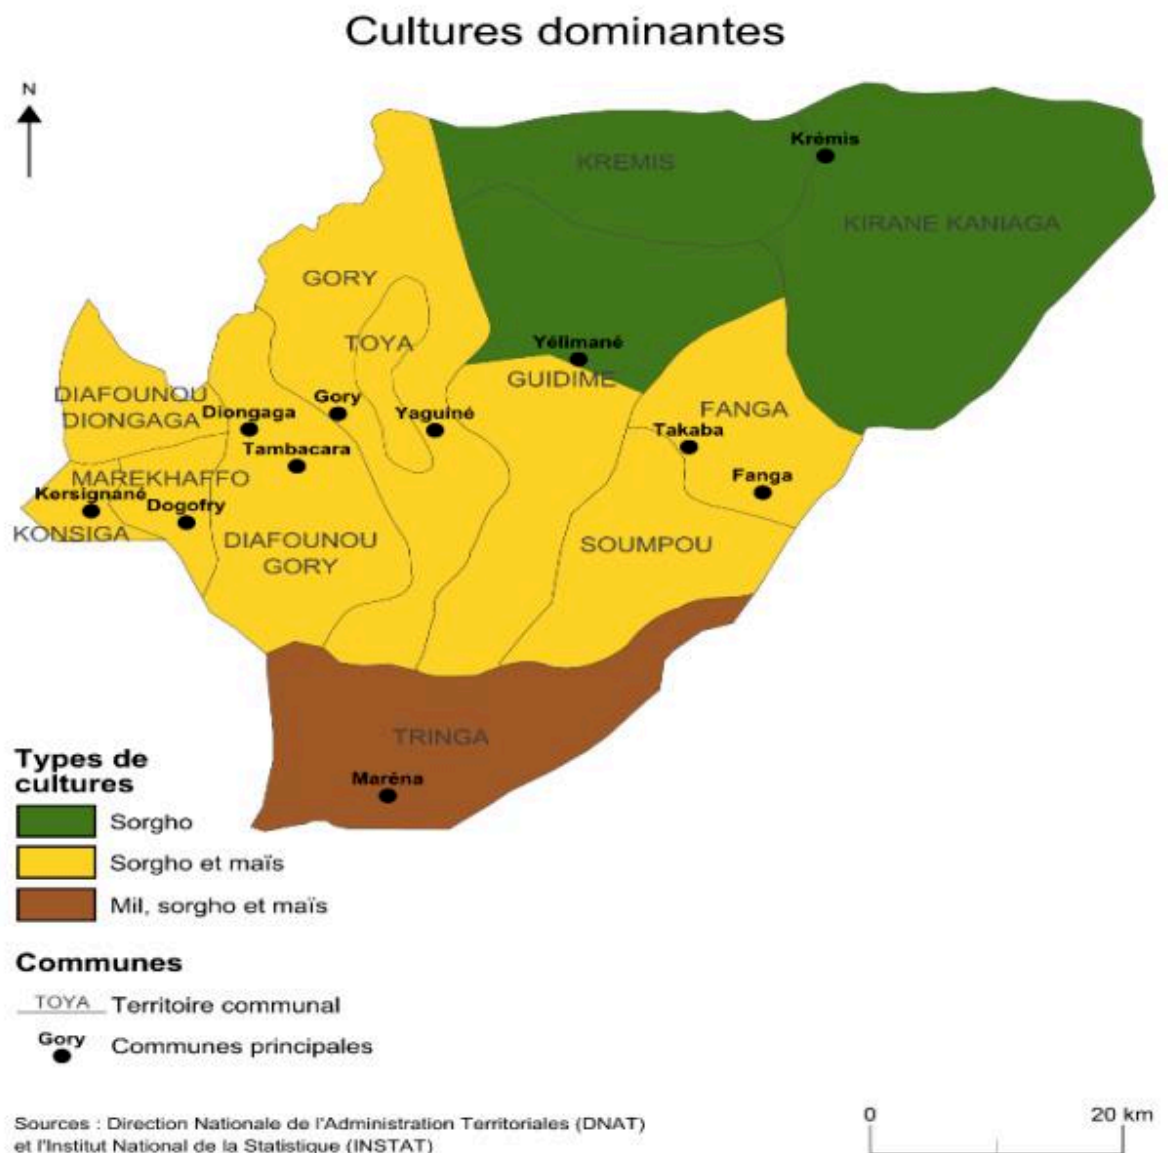 Cultures dominantes
N
Krémis
KREMIS
KIRANE KANIAGA
GORY
TOYA
Yélimané
GUIDIME
DIAFOUNOU
DIONGAGA
Diongaga
Gory
Yaguiné
FANGA
Takaba
Tambacara
Fanga
MAREKHAFFO
Kersignané
Dogofry
KONSIGA
DIAFOUNOU
GORY
SOUMPOU
TRINGA
Maréna
Types de
cultures
Sorgho
Sorgho et maïs
Mil, sorgho et maïs
Communes
TOYA Territoire communal
Gory
Communes principales
Sources : Direction Nationale de l'Administration Territoriales (DNAT)
et l'Institut National de la Statistique (INSTAT)
0 20 km